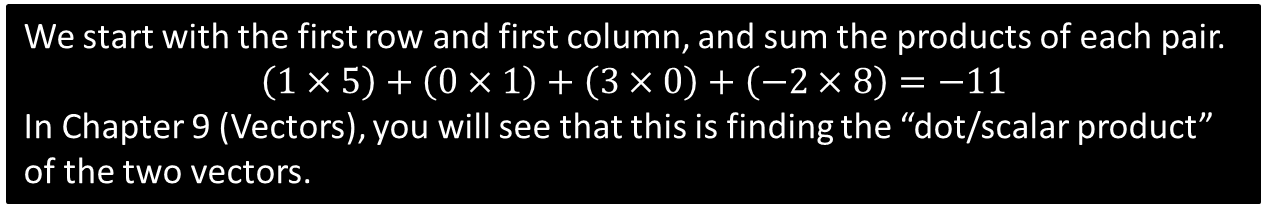 We start with the first row and first column, and sum the products of each pair.
(1 × 5) + (0 × 1) + (3 × 0) + (−2 × 8) = −11
In Chapter 9 (Vectors), you will see that this is finding the “dot/scalar product”
of the two vectors.